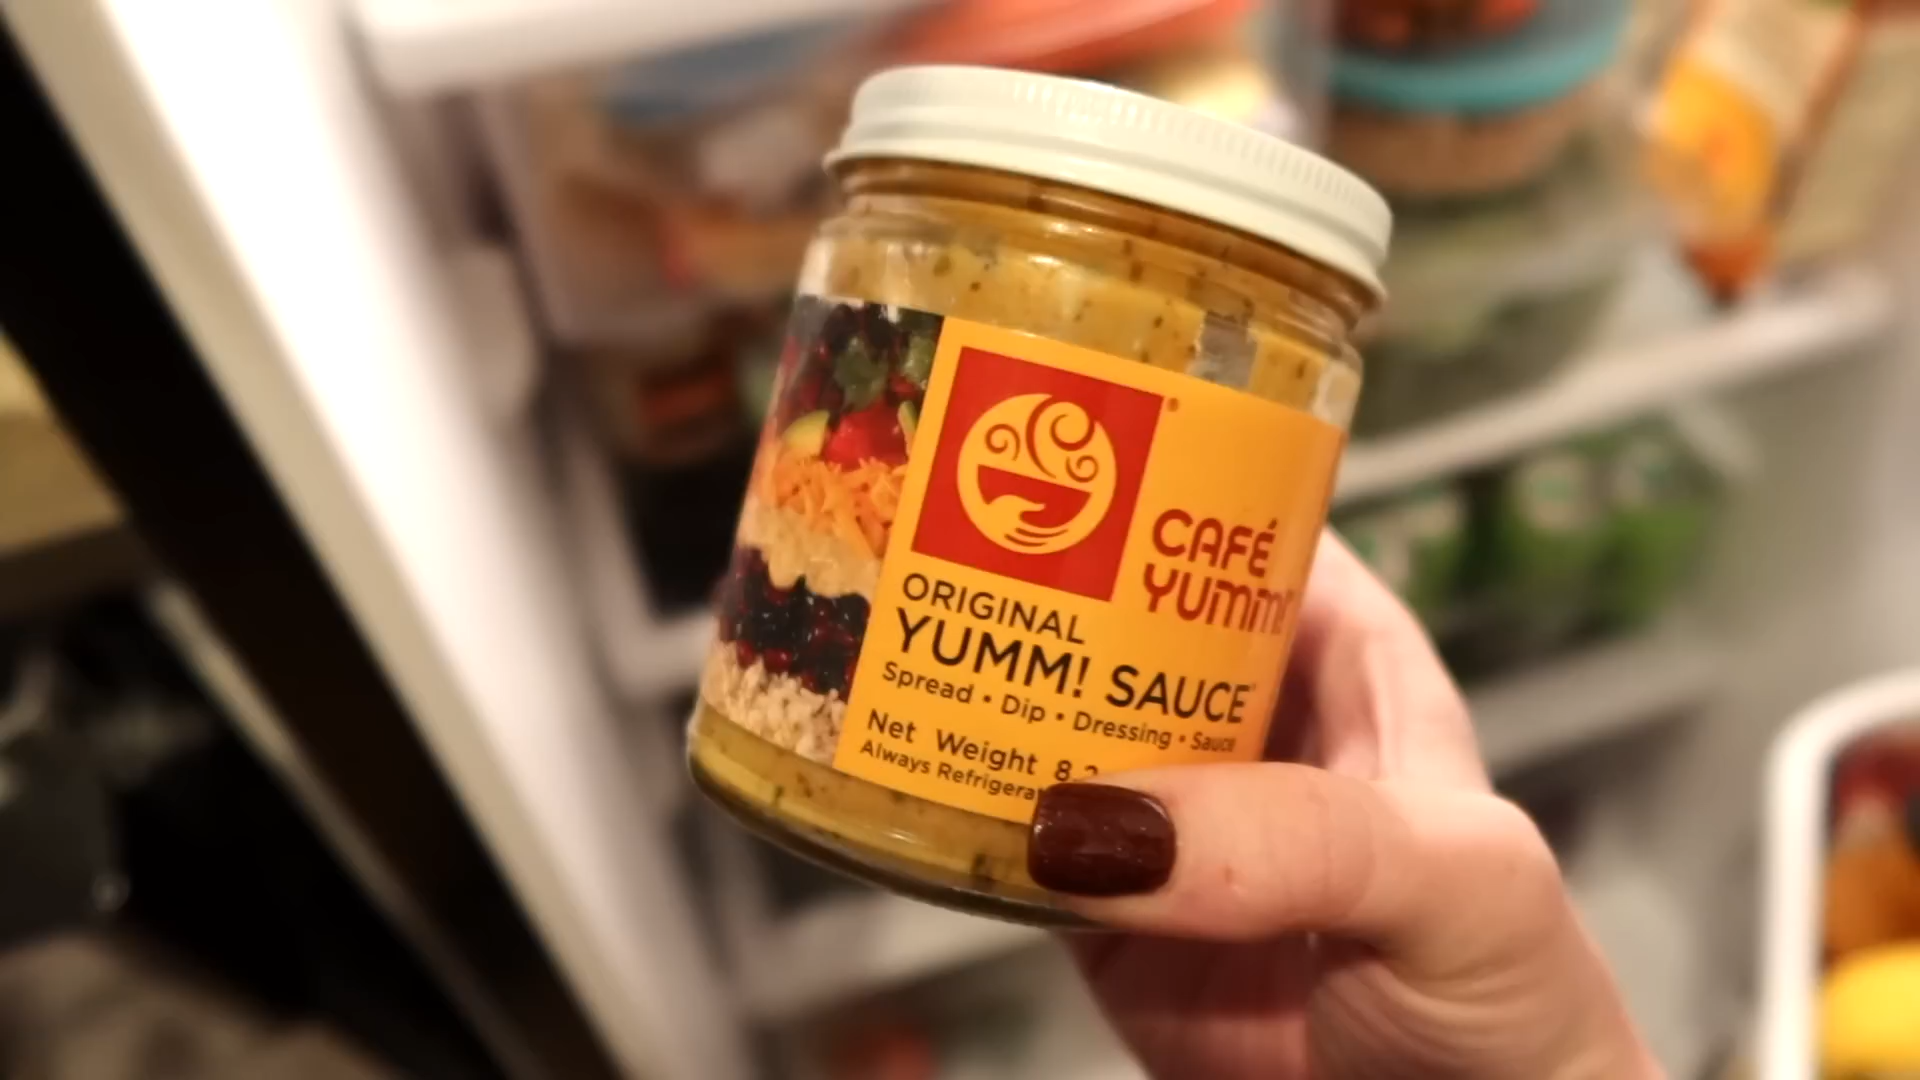 CAFÉ
YUMM!
ORIGINAL
YUMM! SAUCE
Spread • Dip • Dressing • Sauce
Net Weight
Always